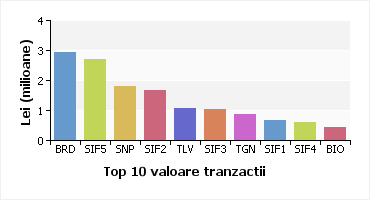 Lei (milioane)
4
3
2
1
0
BRD SIF5 SNP SIF2 TLV SIF3 TGN SIF1 SIF4 BIO
Top 10 valoare tranzactii